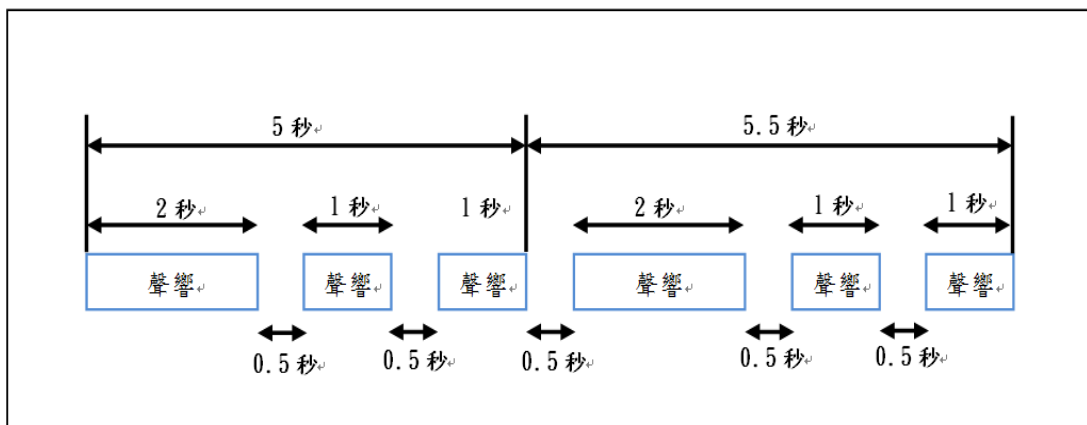 5 秒 5.5 秒
2 秒 1 秒 1 秒 2 秒 1 秒 1 秒
聲響 聲響 聲響 聲響 聲響 聲響
0.5 秒 0.5 秒 0.5 秒 0.5 秒 0.5 秒